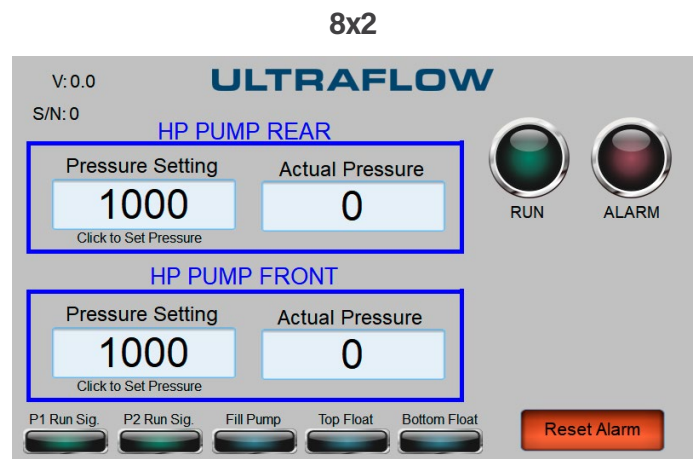 8x2
V: 0.0
ULTRAFLOW
S/N: 0
HP PUMP REAR
Pressure Setting
Actual Pressure
1000
0
Click to Set Pressure
RUN
ALARM
HP PUMP FRONT
Pressure Setting
Actual Pressure
1000
0
Click to Set Pressure
P1 Run Sig.
P2 Run Sig.
Fill Pump
Top Float
Bottom Float
Reset Alarm